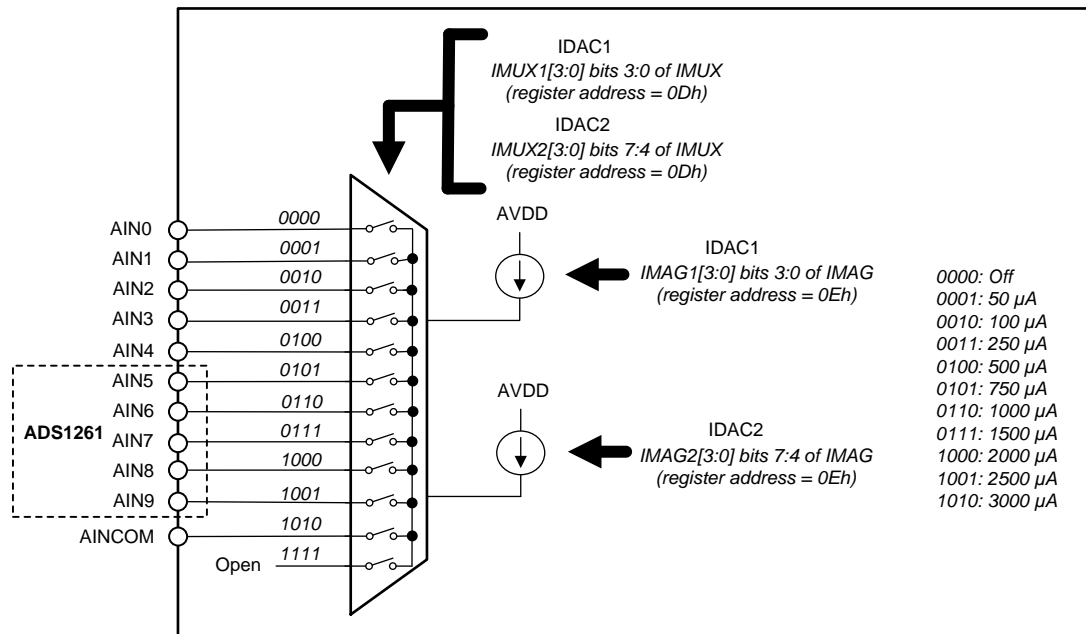 IDAC1
IMUX1[3:0] bits 3:0 of IMUX
(register address = 0Dh)
IDAC2
IMUX2[3:0] bits 7:4 of IMUX
(register address = 0Dh)
AIN0
0000
AIN1
0001
AIN2
0010
AIN3
0011
AIN4
0100
AIN5
0101
AIN6
0110
ADS1261
AIN7
0111
AIN8
1000
AIN9
1001
AINCOM
1010
Open
1111
AVDD
IDAC1
IMAG1[3:0] bits 3:0 of IMAG
(register address = 0Eh)
AVDD
IDAC2
IMAG2[3:0] bits 7:4 of IMAG
(register address = 0Eh)
0000: Off
0001: 50 µA
0010: 100 µA
0011: 250 µA
0100: 500 µA
0101: 750 µA
0110: 1000 µA
0111: 1500 µA
1000: 2000 µA
1001: 2500 µA
1010: 3000 µA